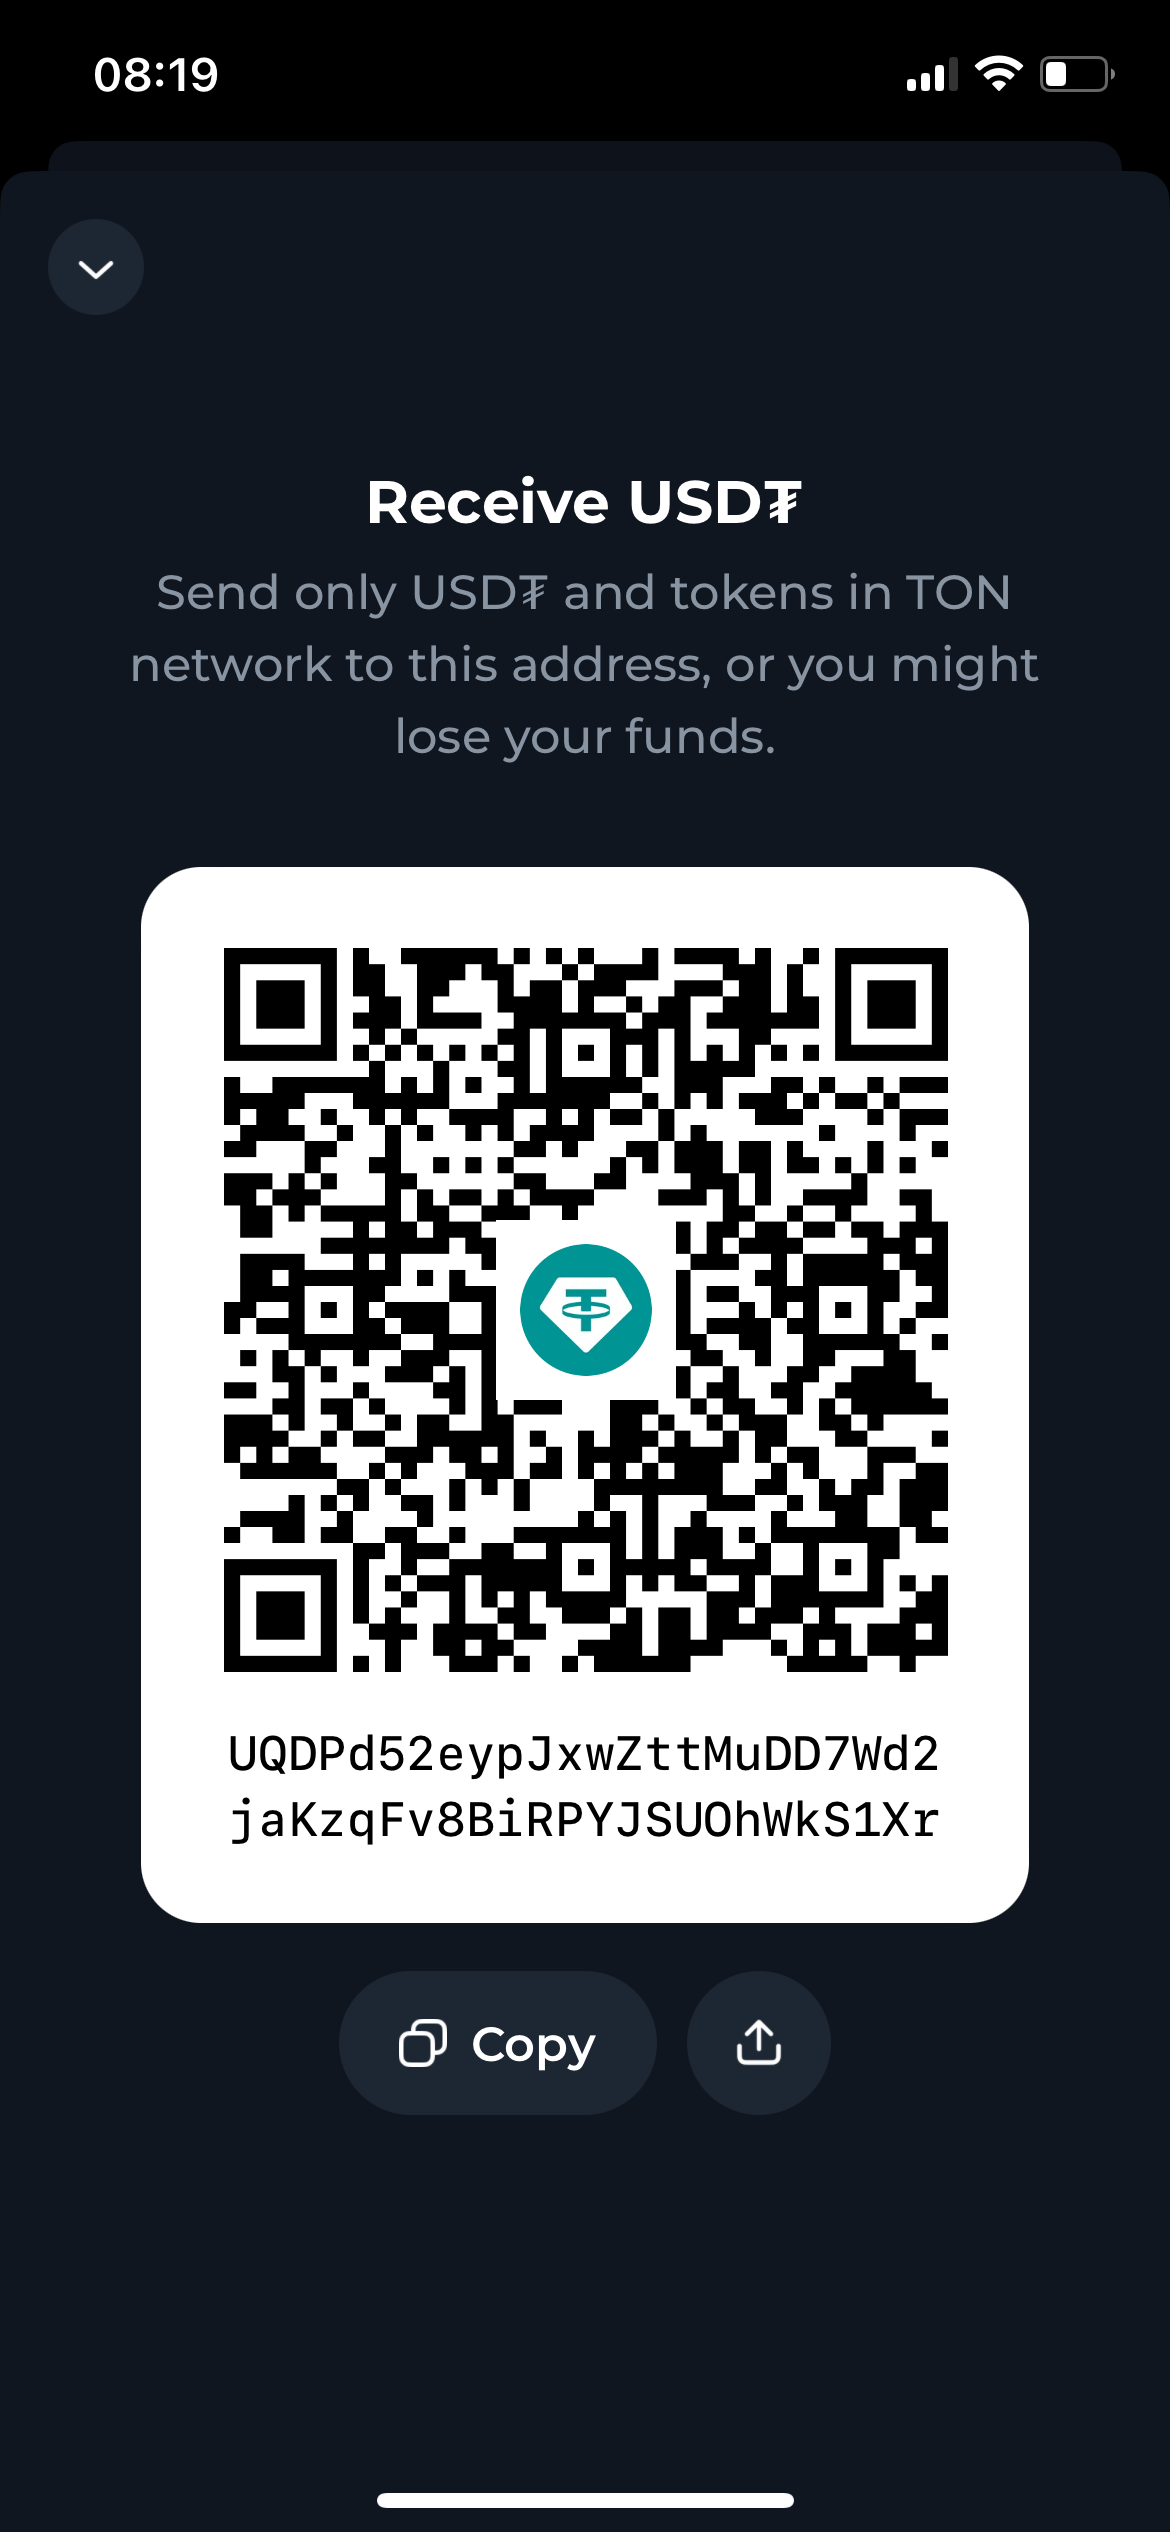 08:19
Receive USD₮
Send only USD₮ and tokens in TON
network to this address, or you might
lose your funds.
UQDPd52eypJxwZttMuDD7Wd2
jaKzqFv8BiRPYJSUOhWkS1Xr
Copy